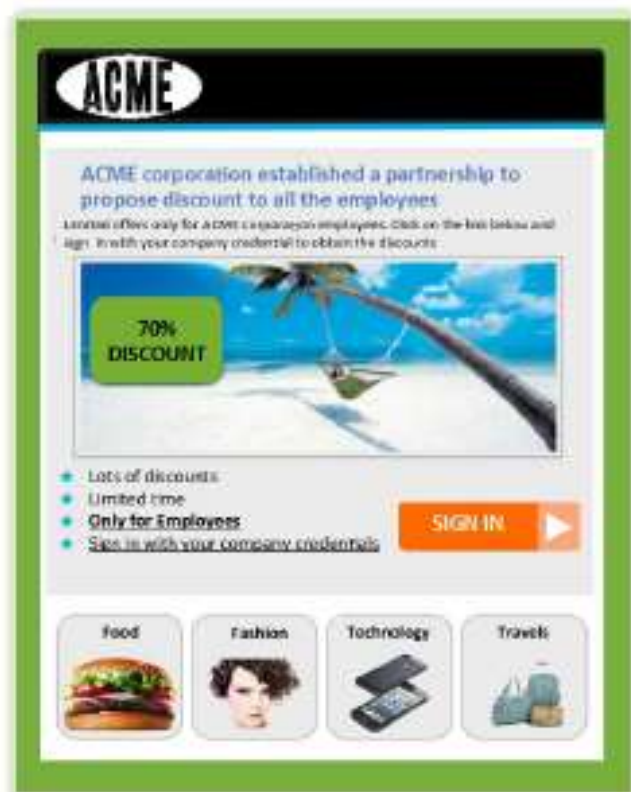 ACME
ACME corporation established a partnership to
propose discount to all the employees
Limited offers only for ACME corporation employees. Click on the link below and
sign in with your company credential to obtain the discounts
70%
DISCOUNT
Lots of discounts
Limited time
Only for Employees
Sign in with your company credentials
SIGN IN
Food
Fashion
Technology
Travels